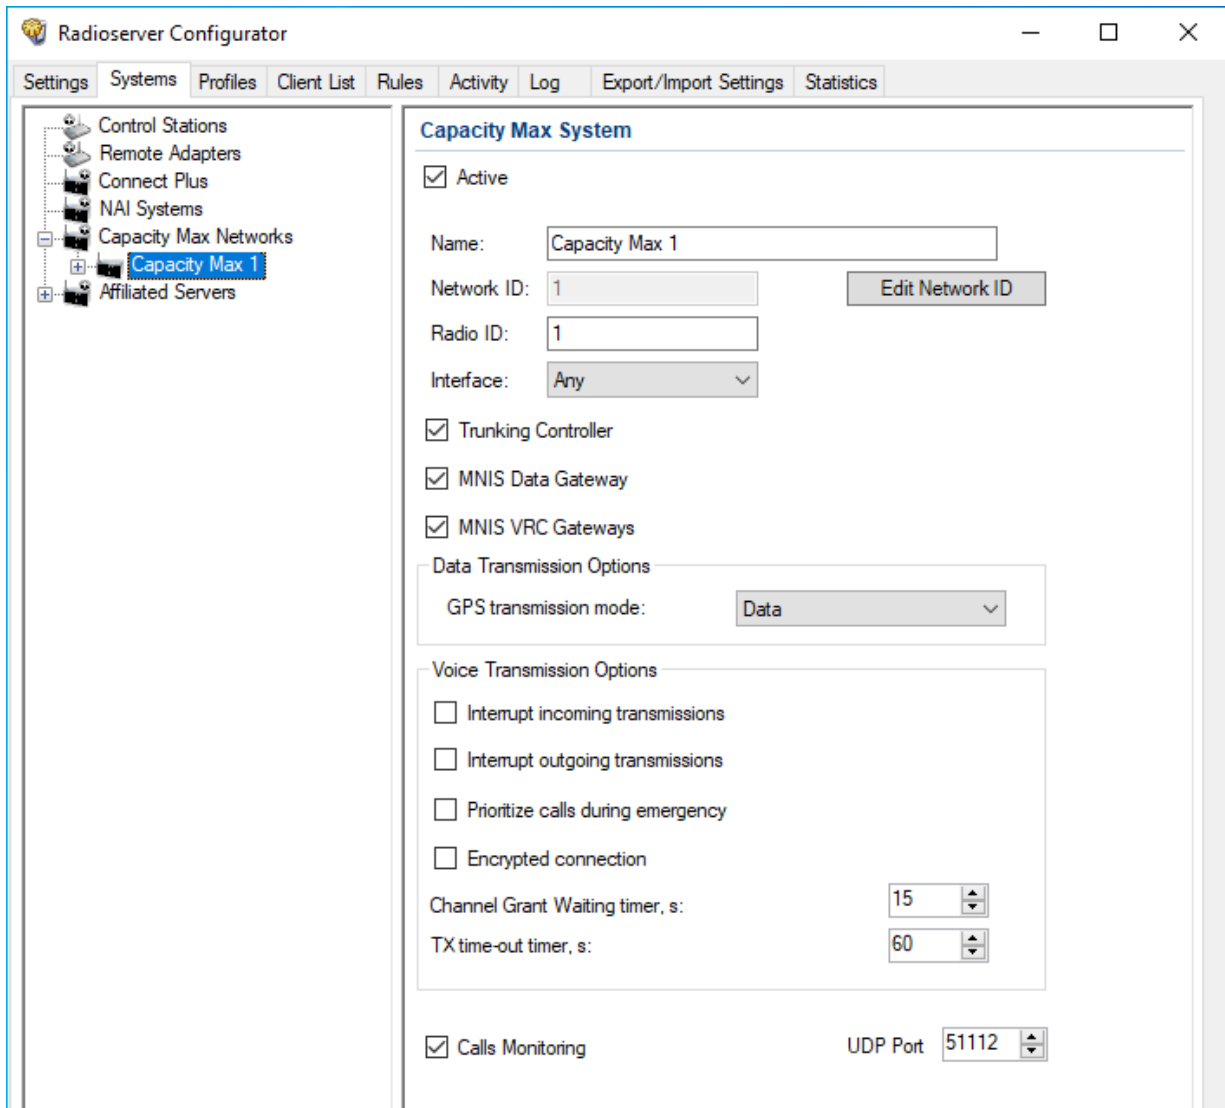 Radioserver Configurator
Settings Systems Profiles Client List Rules Activity Log Export/Import Settings Statistics
Control Stations
Remote Adapters
Connect Plus
NAI Systems
Capacity Max Networks
Capacity Max 1
Affiliated Servers
Capacity Max System
Active
Name: Capacity Max 1
Network ID: 1 Edit Network ID
Radio ID: 1
Interface: Any
Trunking Controller
MNIS Data Gateway
MNIS VRC Gateways
Data Transmission Options
GPS transmission mode: Data
Voice Transmission Options
Interrupt incoming transmissions
Interrupt outgoing transmissions
Prioritize calls during emergency
Encrypted connection
Channel Grant Waiting timer, s: 15
TX time-out timer, s: 60
Calls Monitoring UDP Port 51112